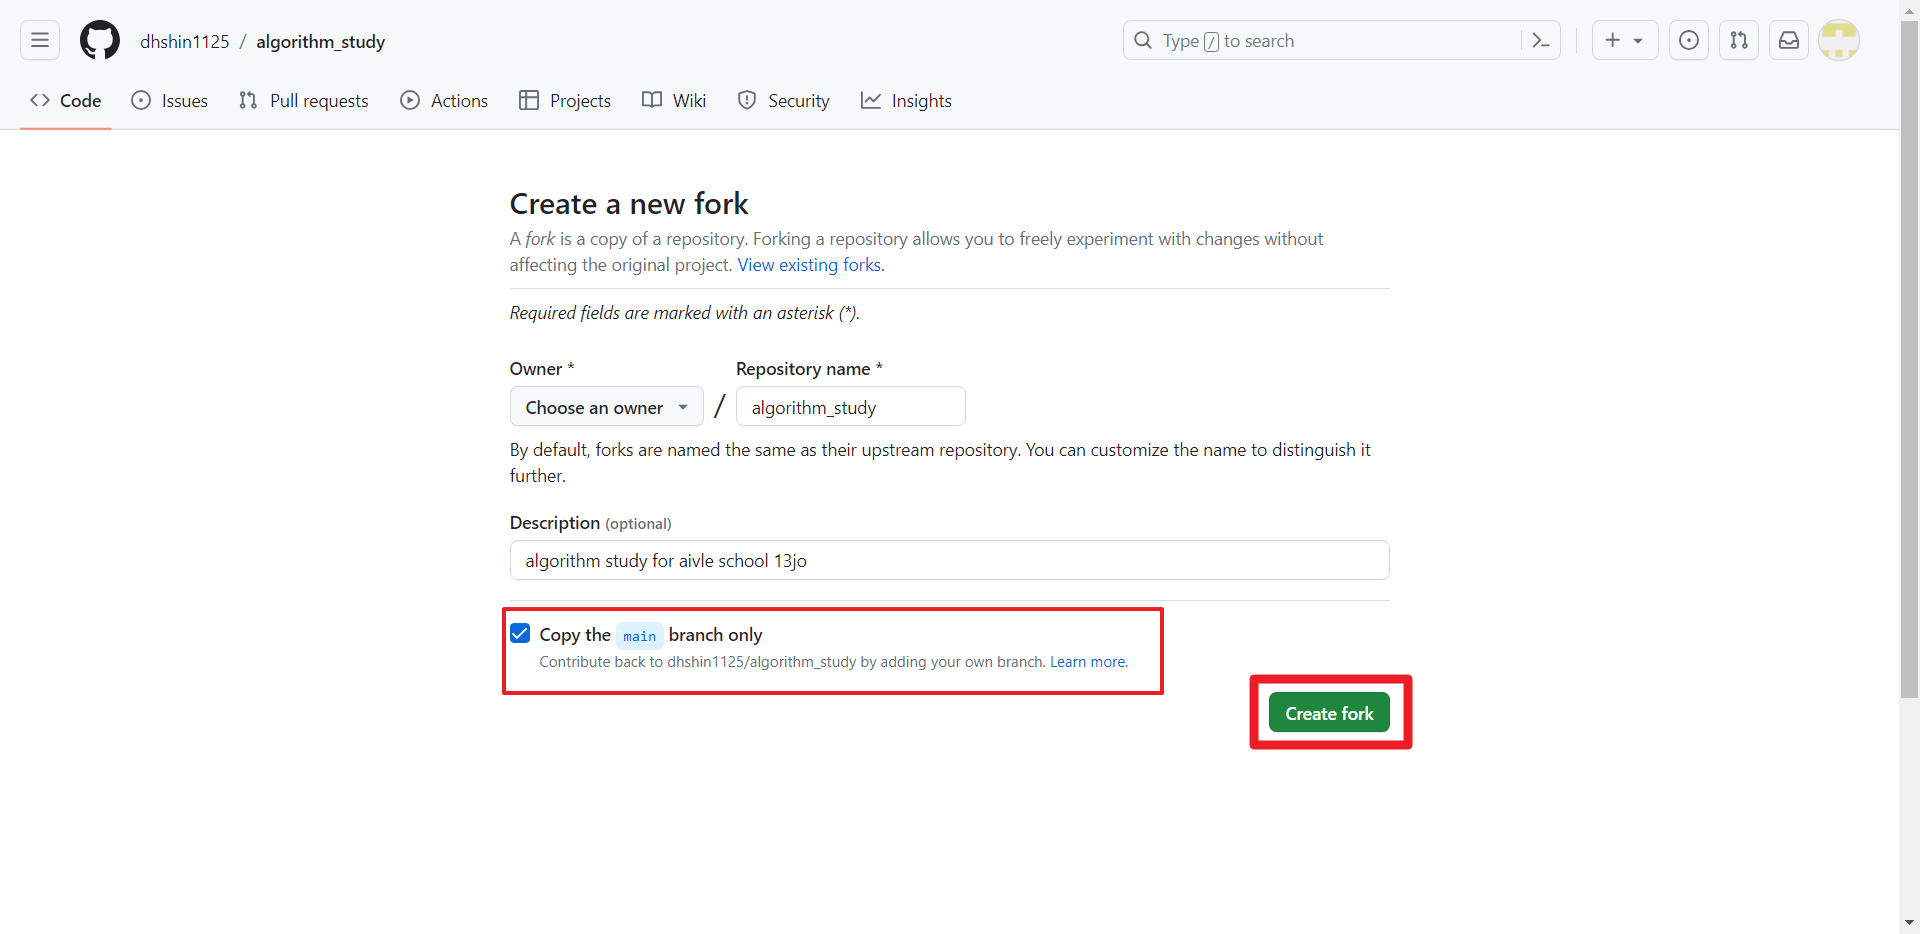 dhshin1125 / algorithm_study
Type / to search
Code
Issues
Pull requests
Actions
Projects
Wiki
Security
Insights
Create a new fork
A fork is a copy of a repository. Forking a repository allows you to freely experiment with changes without
affecting the original project. View existing forks.
Required fields are marked with an asterisk (*).
Owner *
Repository name *
Choose an owner
/
algorithm_study
By default, forks are named the same as their upstream repository. You can customize the name to distinguish it
further.
Description (optional)
algorithm study for aivle school 13jo
Copy the main branch only
Contribute back to dhshin1125/algorithm_study by adding your own branch. Learn more.
Create fork